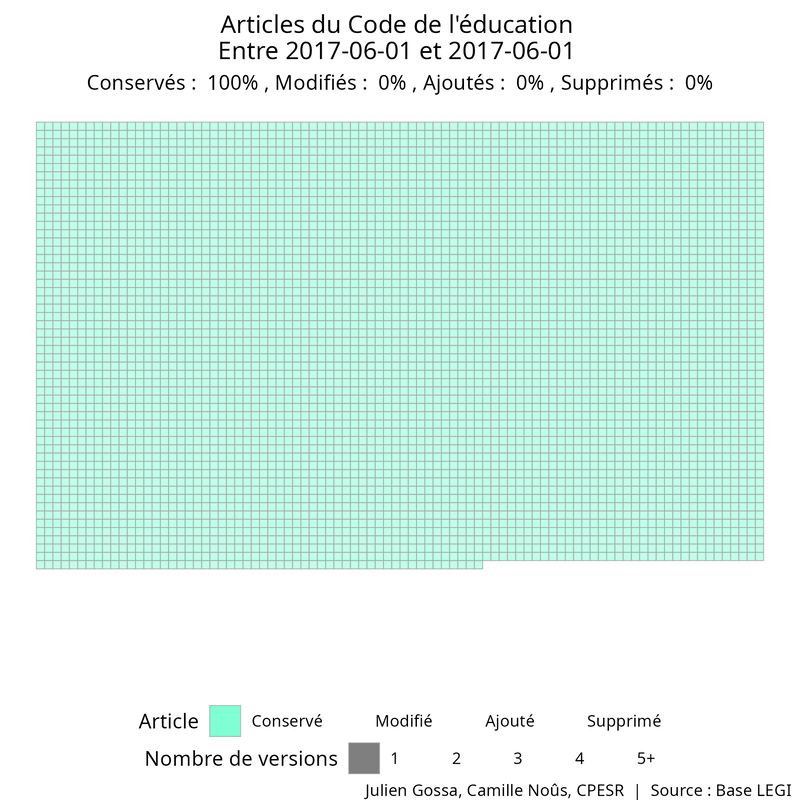 Articles du Code de l'éducation
Entre 2017-06-01 et 2017-06-01
Conservés :  100% , Modifiés :  0% , Ajoutés :  0% , Supprimés :  0%
Article Conservé Modifié Ajouté Supprimé
Nombre de versions 1 2 3 4 5+
Julien Gossa, Camille Noûs, CPESR  |  Source : Base LEGI